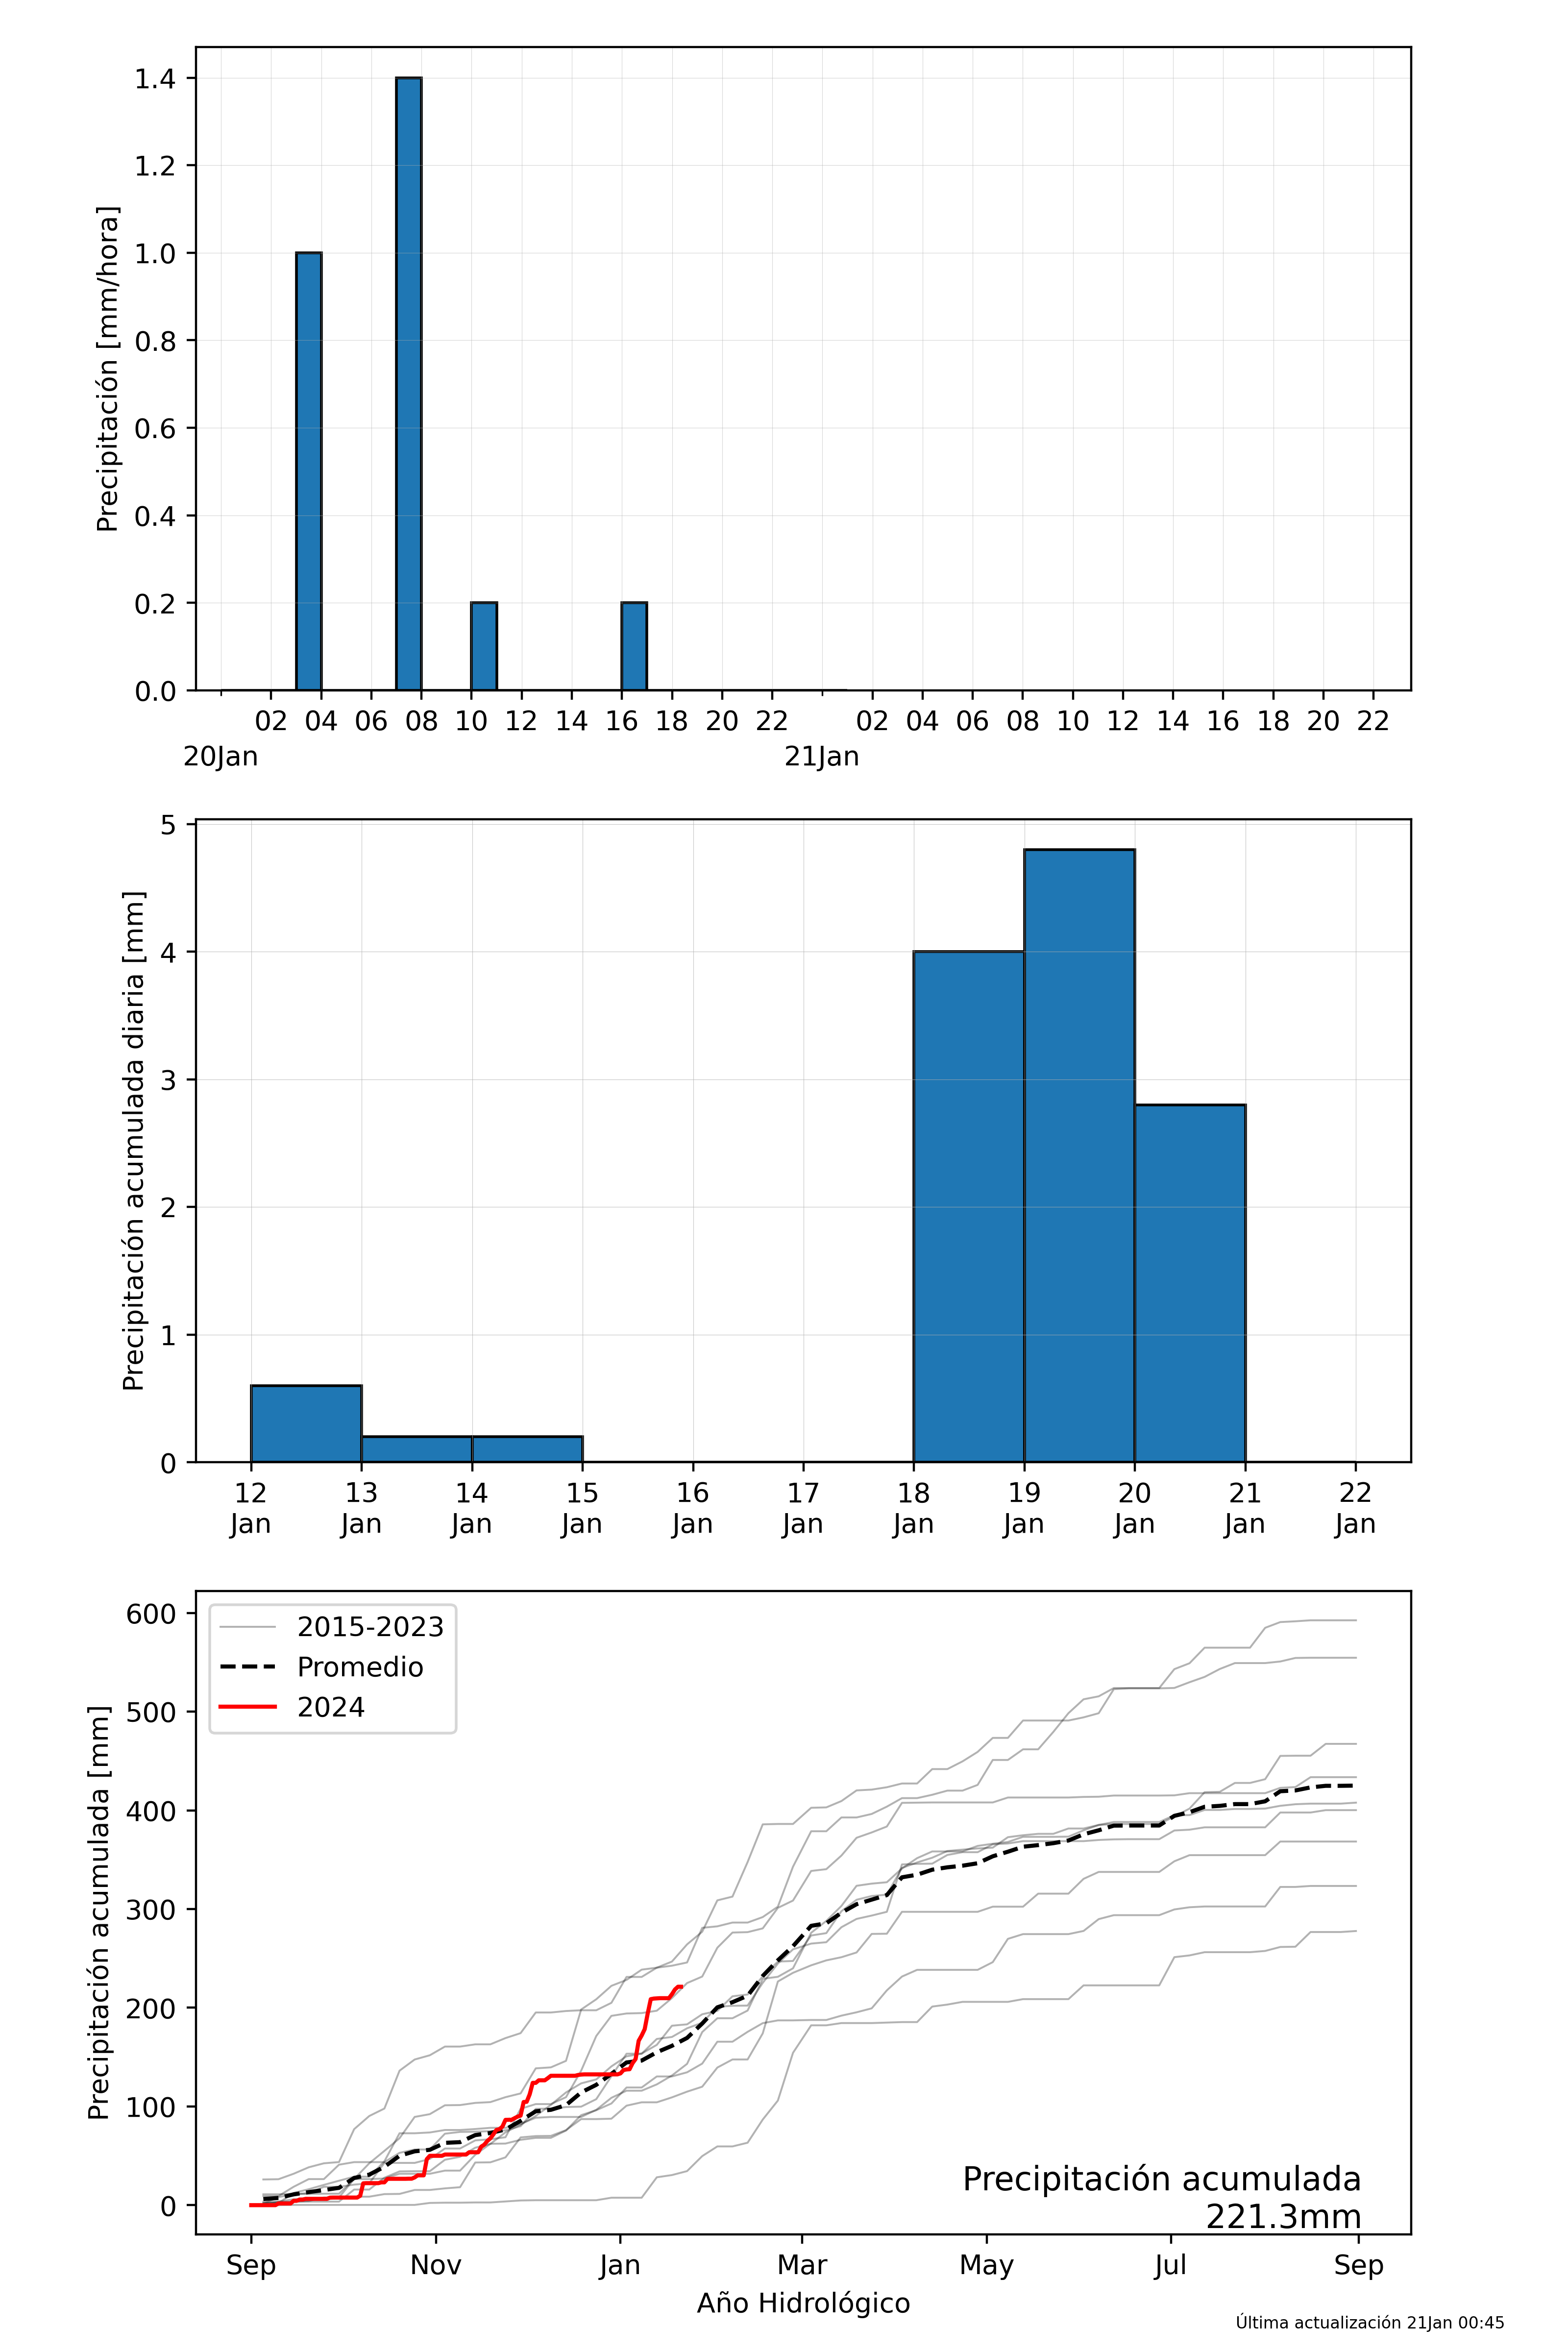 Precipitación [mm/hora]
1.4
1.2
1.0
0.8
0.6
0.4
0.2
0.0
02 04 06 08 10 12 14 16 18 20 22 02 04 06 08 10 12 14 16 18 20 22
20Jan 21Jan
Precipitación acumulada diaria [mm]
5
4
3
2
1
0
12 13 14 15 16 17 18 19 20 21 22
Jan Jan Jan Jan Jan Jan Jan Jan Jan Jan Jan
Precipitación acumulada [mm]
600
500
400
300
200
100
0
2015-2023
Promedio
2024
Precipitación acumulada
221.3mm
Sep Nov Jan Mar May Jul Sep
Año Hidrológico
Última actualización 21Jan 00:45